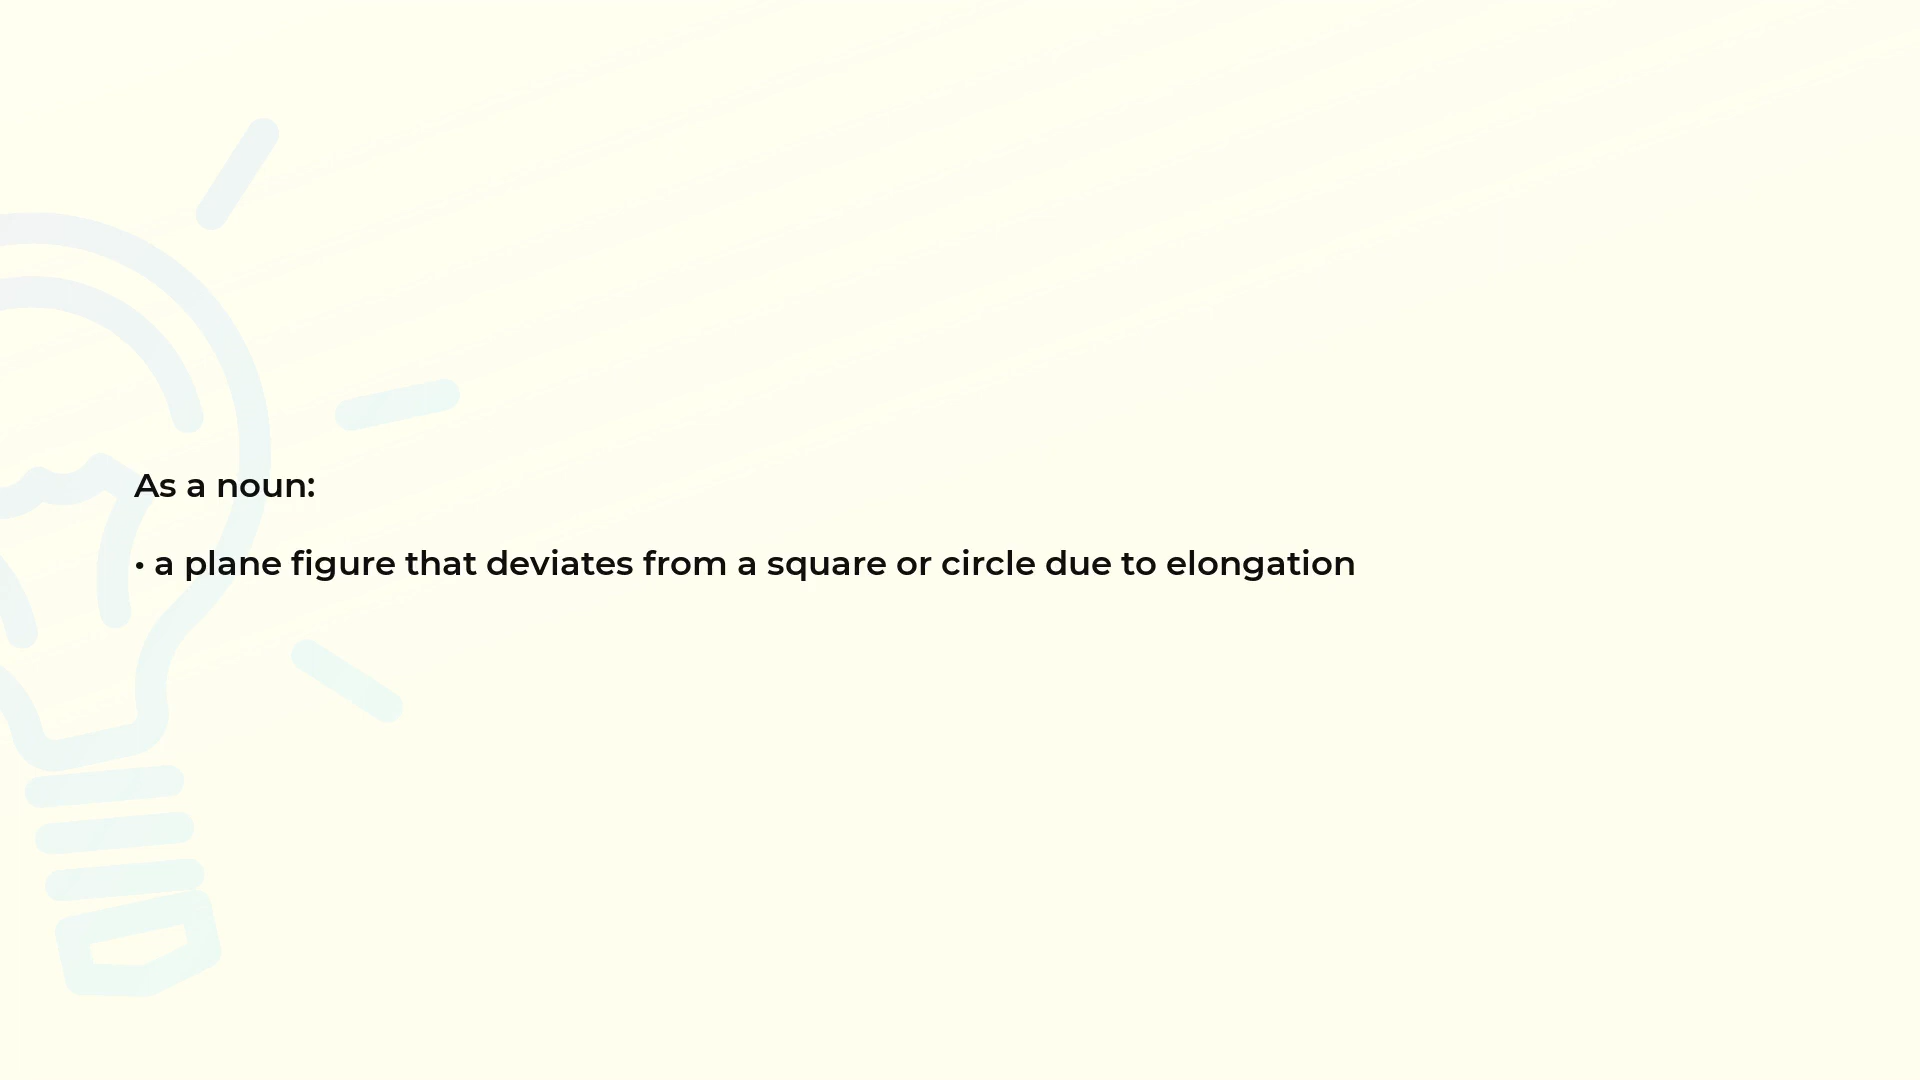 As a noun:
• a plane figure that deviates from a square or circle due to elongation